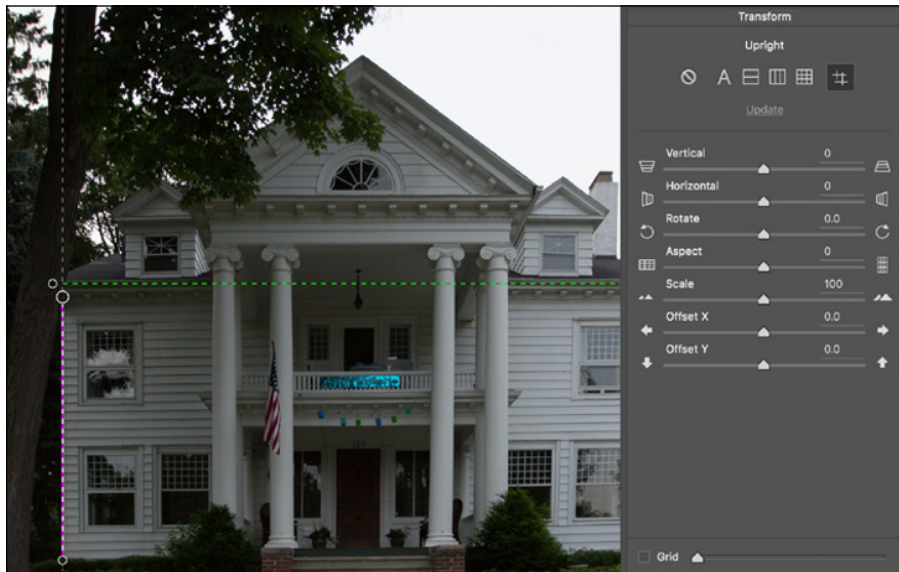 Transform
Upright
A
Update
Vertical 0
Horizontal 0
Rotate 0.0
Aspect 0
Scale 100
Offset X 0.0
Offset Y 0.0
Grid